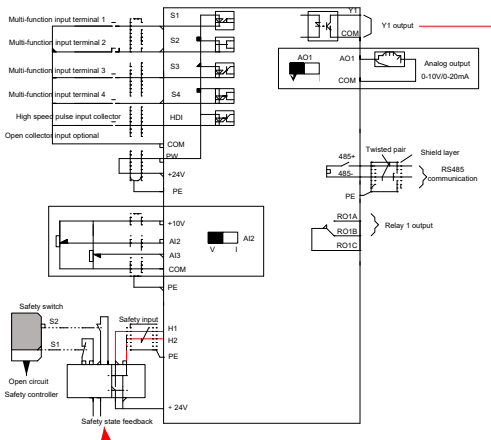 Multi-function input terminal 1
S1
Multi-function input terminal 2
S2
Multi-function input terminal 3
S3
Multi-function input terminal 4
S4
High speed pulse input collector
HDI
Open collector input optional
COM
PW
+24V
PE
Y1
COM
Y1 output
AO1
AO1
COM
Analog output
0-10V/0-20mA
Twisted pair
Shield layer
485+
485-
RS485
communication
PE
RO1A
RO1B
RO1C
Relay 1 output
+10V
AI2
AI3
COM
PE
AI2
V I
Safety switch
S2
S1
Open circuit
Safety controller
Safety input
H1
H2
PE
+ 24V
Safety state feedback